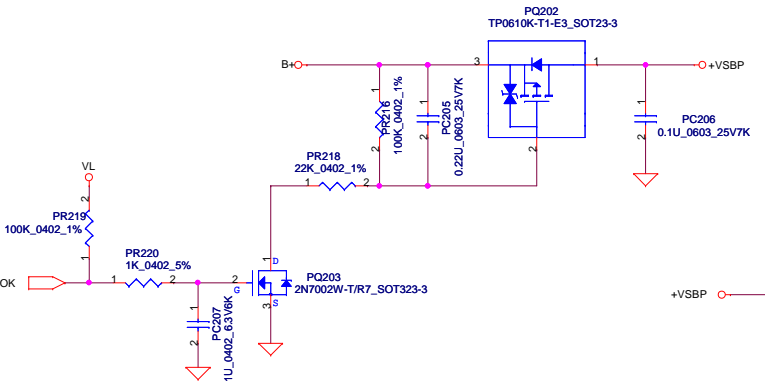 PQ202
TP0610K-T1-E3_SOT23-3
B+
3
1
+VSBP
1
PR216
100K_0402_1%
2
1
PC205
0.22U_0603_25V7K
2
2
1
PC206
0.1U_0603_25V7K
2
PR218
22K_0402_1%
1
2
VL
2
PR219
100K_0402_1%
1
OK
PR220
1K_0402_5%
1
2
2
G
1
D
PQ203
2N7002W-T/R7_SOT323-3
3
S
1
PC207
1U_0402_6.3V6K
2
+VSBP